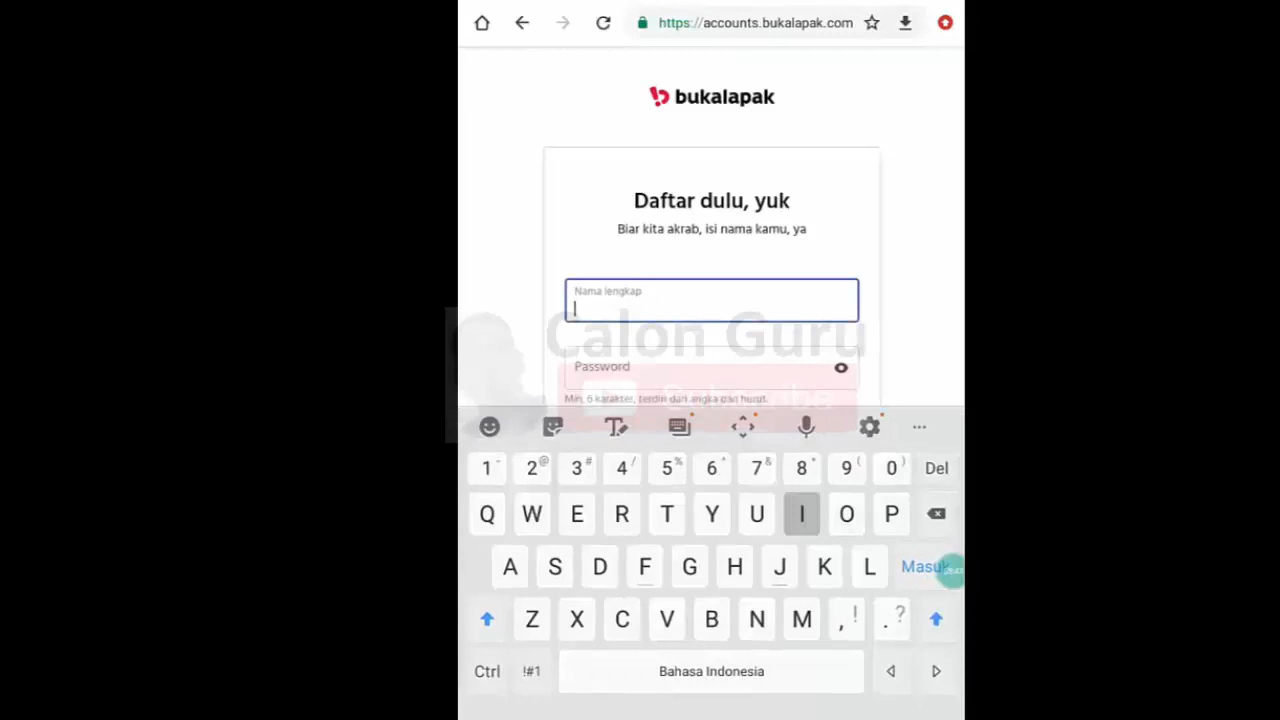 https://accounts.bukalapak.com
bukalapak
Daftar dulu, yuk
Biar kita akrab, isi nama kamu, ya
Nama lengkap
Calon Guru
Password
Subscribe
Min. 6 karakter, terdiri dari angka dan huruf.
1 - 2 @ 3 # 4 / 5 % 6 ^ 7 & 8 * 9 ( 0 ) Del
Q W E R T Y U I O P
A S D F G H J K L Masuk
Z X C V B N M , ! . ?
Ctrl !#1 Bahasa Indonesia